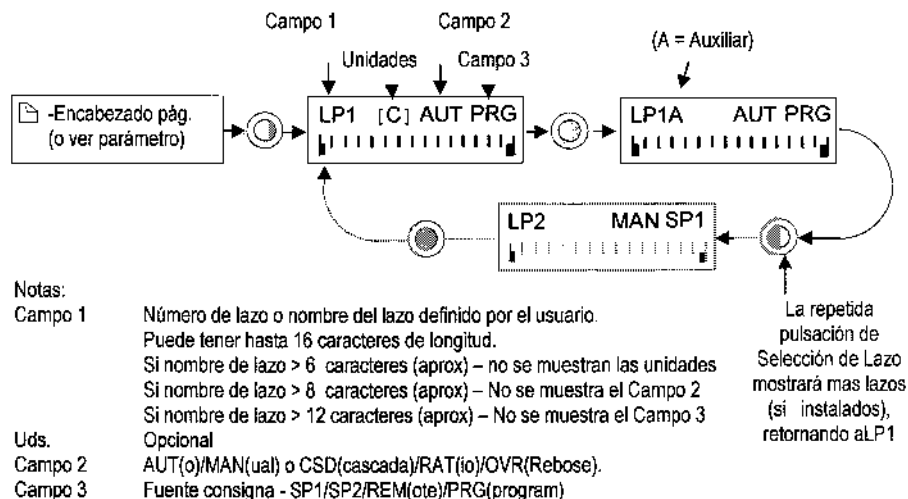 Campo 1
Campo 2
Unidades
Campo 3
(A = Auxiliar)
-Encabezado pág.
(o ver parámetro)
LP1 [C] AUT PRG
LP1A AUT PRG
LP2 MAN SP1
Notas:
Campo 1 Número de lazo o nombre del lazo definido por el usuario.
Puede tener hasta 16 caracteres de longitud.
Si nombre de lazo > 6 caracteres (aprox) – no se muestran las unidades
Si nombre de lazo > 8 caracteres (aprox) – No se muestra el Campo 2
Si nombre de lazo > 12 caracteres (aprox) – No se muestra el Campo 3
Uds. Opcional
Campo 2 AUT(o)/MAN(ual) o CSD(cascada)/RAT(io)/OVR(Rebose).
Campo 3 Fuente consigna - SP1/SP2/REM(ote)/PRG(program)
La repetida
pulsación de
Selección de Lazo
mostrará mas lazos
(si instalados),
retornando aLP1